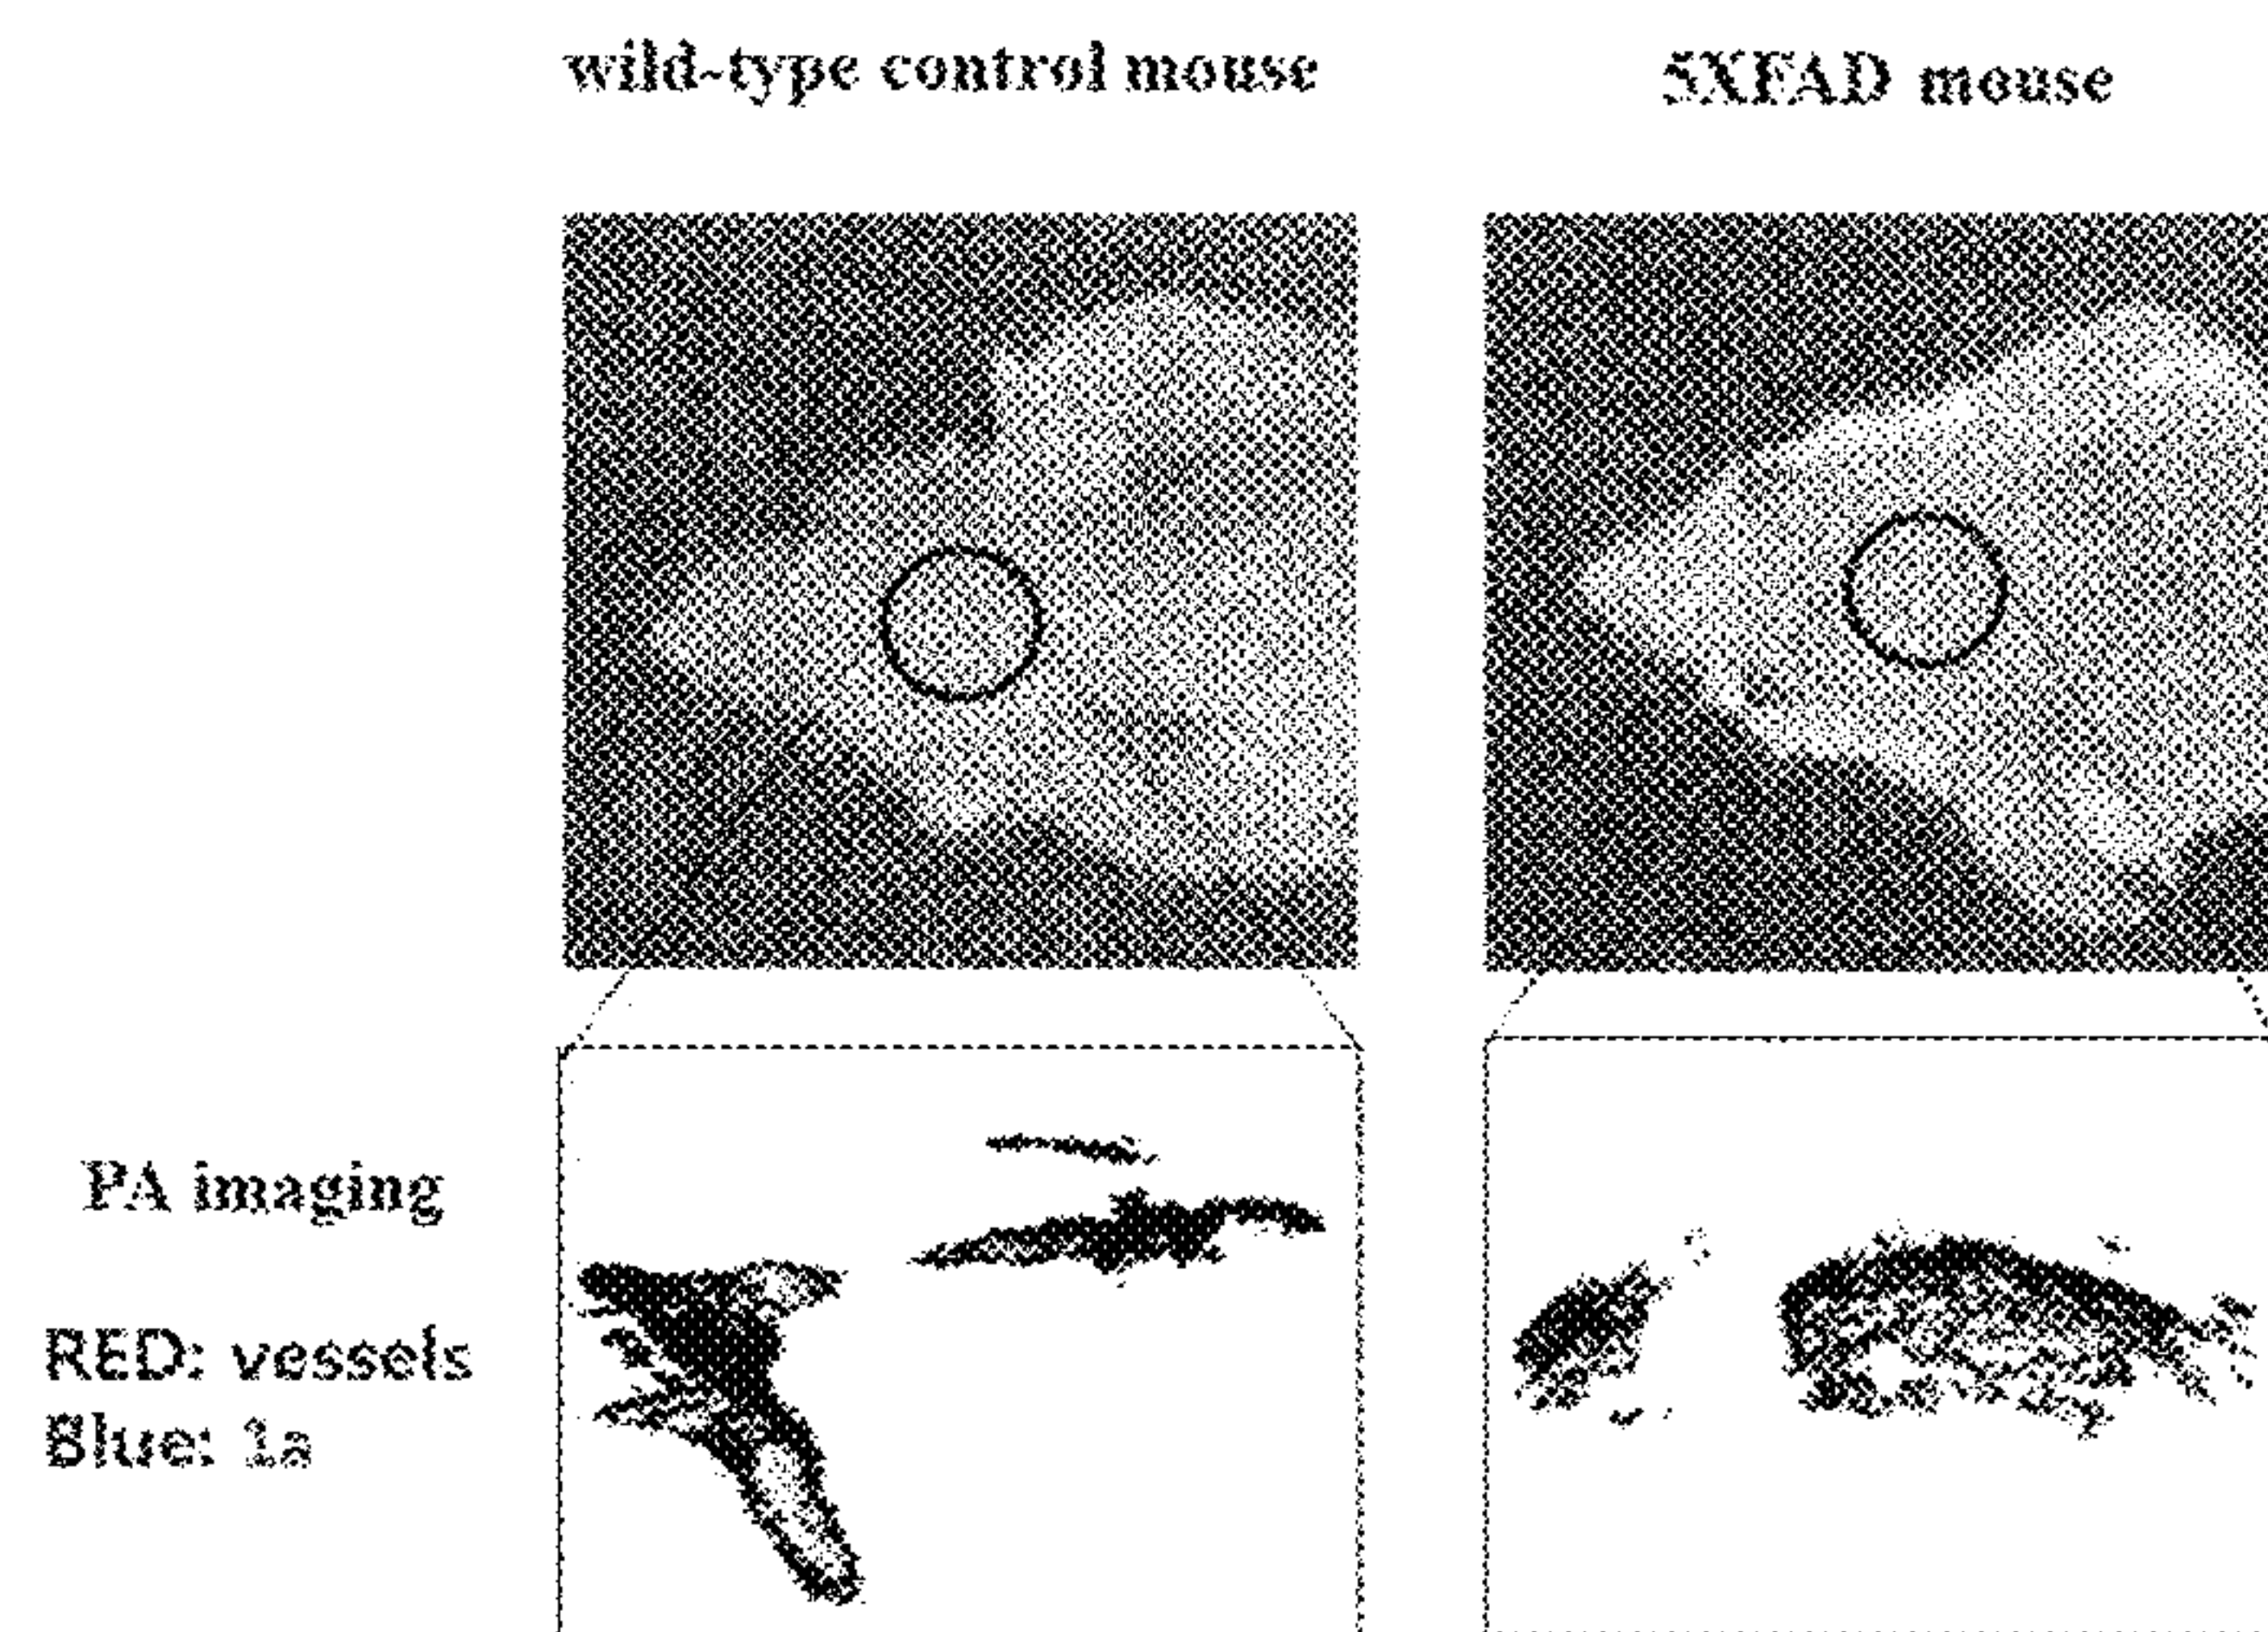 wild-type control mouse
5XFAD mouse
PA imaging
RED: vessels
Blue: 1a